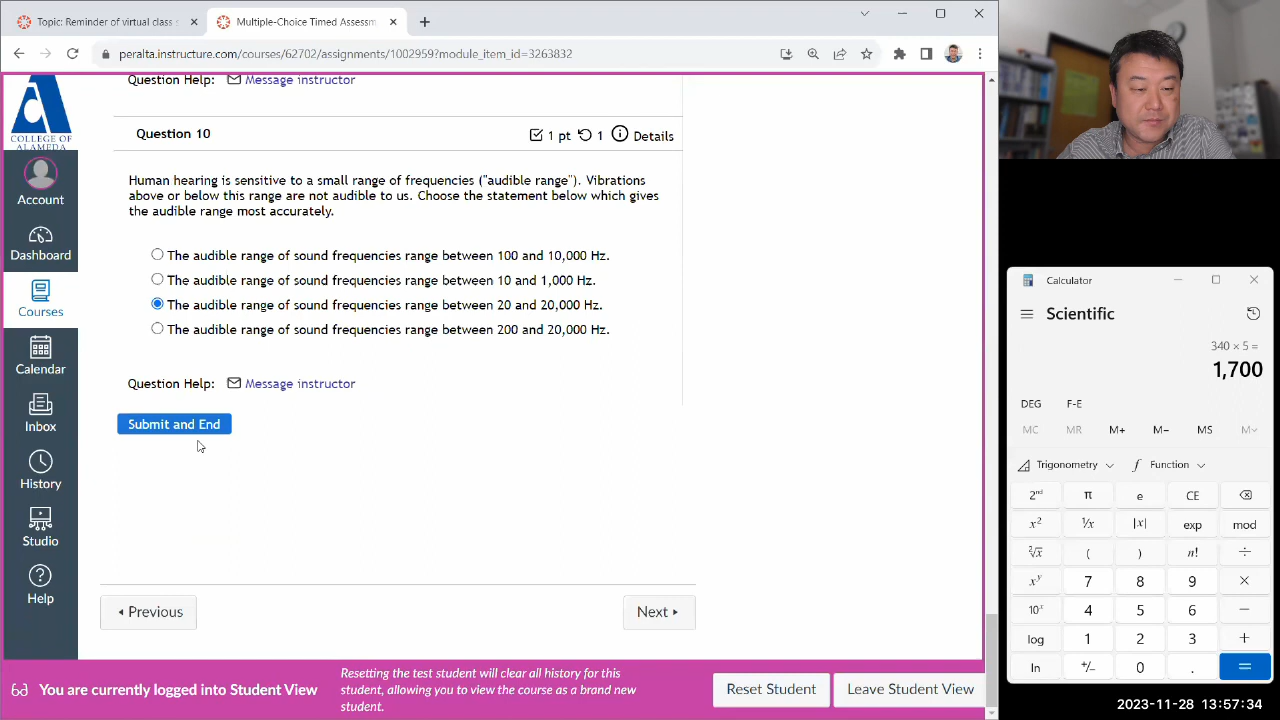 Topic: Reminder of virtual class s
Multiple-Choice Timed Assessm
peralta.instructure.com/courses/62702/assignments/1002959?module_item_id=3263832
COLLEGE OF
ALAMEDA
Account
Dashboard
Courses
Calendar
Inbox
History
Studio
Help
Question Help: Message instructor
Question 10
1 pt 1 Details
Human hearing is sensitive to a small range of frequencies ("audible range"). Vibrations
above or below this range are not audible to us. Choose the statement below which gives
the audible range most accurately.
The audible range of sound frequencies range between 100 and 10,000 Hz.
The audible range of sound frequencies range between 10 and 1,000 Hz.
The audible range of sound frequencies range between 20 and 20,000 Hz.
The audible range of sound frequencies range between 200 and 20,000 Hz.
Question Help: Message instructor
Submit and End
Previous
Next
You are currently logged into Student View
Resetting the test student will clear all history for this
student, allowing you to view the course as a brand new
student.
Reset Student
Leave Student View
Calculator
Scientific
340 × 5 =
1,700
DEG F-E
MC MR M+ M− MS M
Trigonometry Function
2nd π e CE
x² ¹/x |x| exp mod
²√x ( ) n! ÷
xʸ 7 8 9 ×
10ˣ 4 5 6 −
log 1 2 3 +
ln +/− 0 . =
2023-11-28 13:57:34